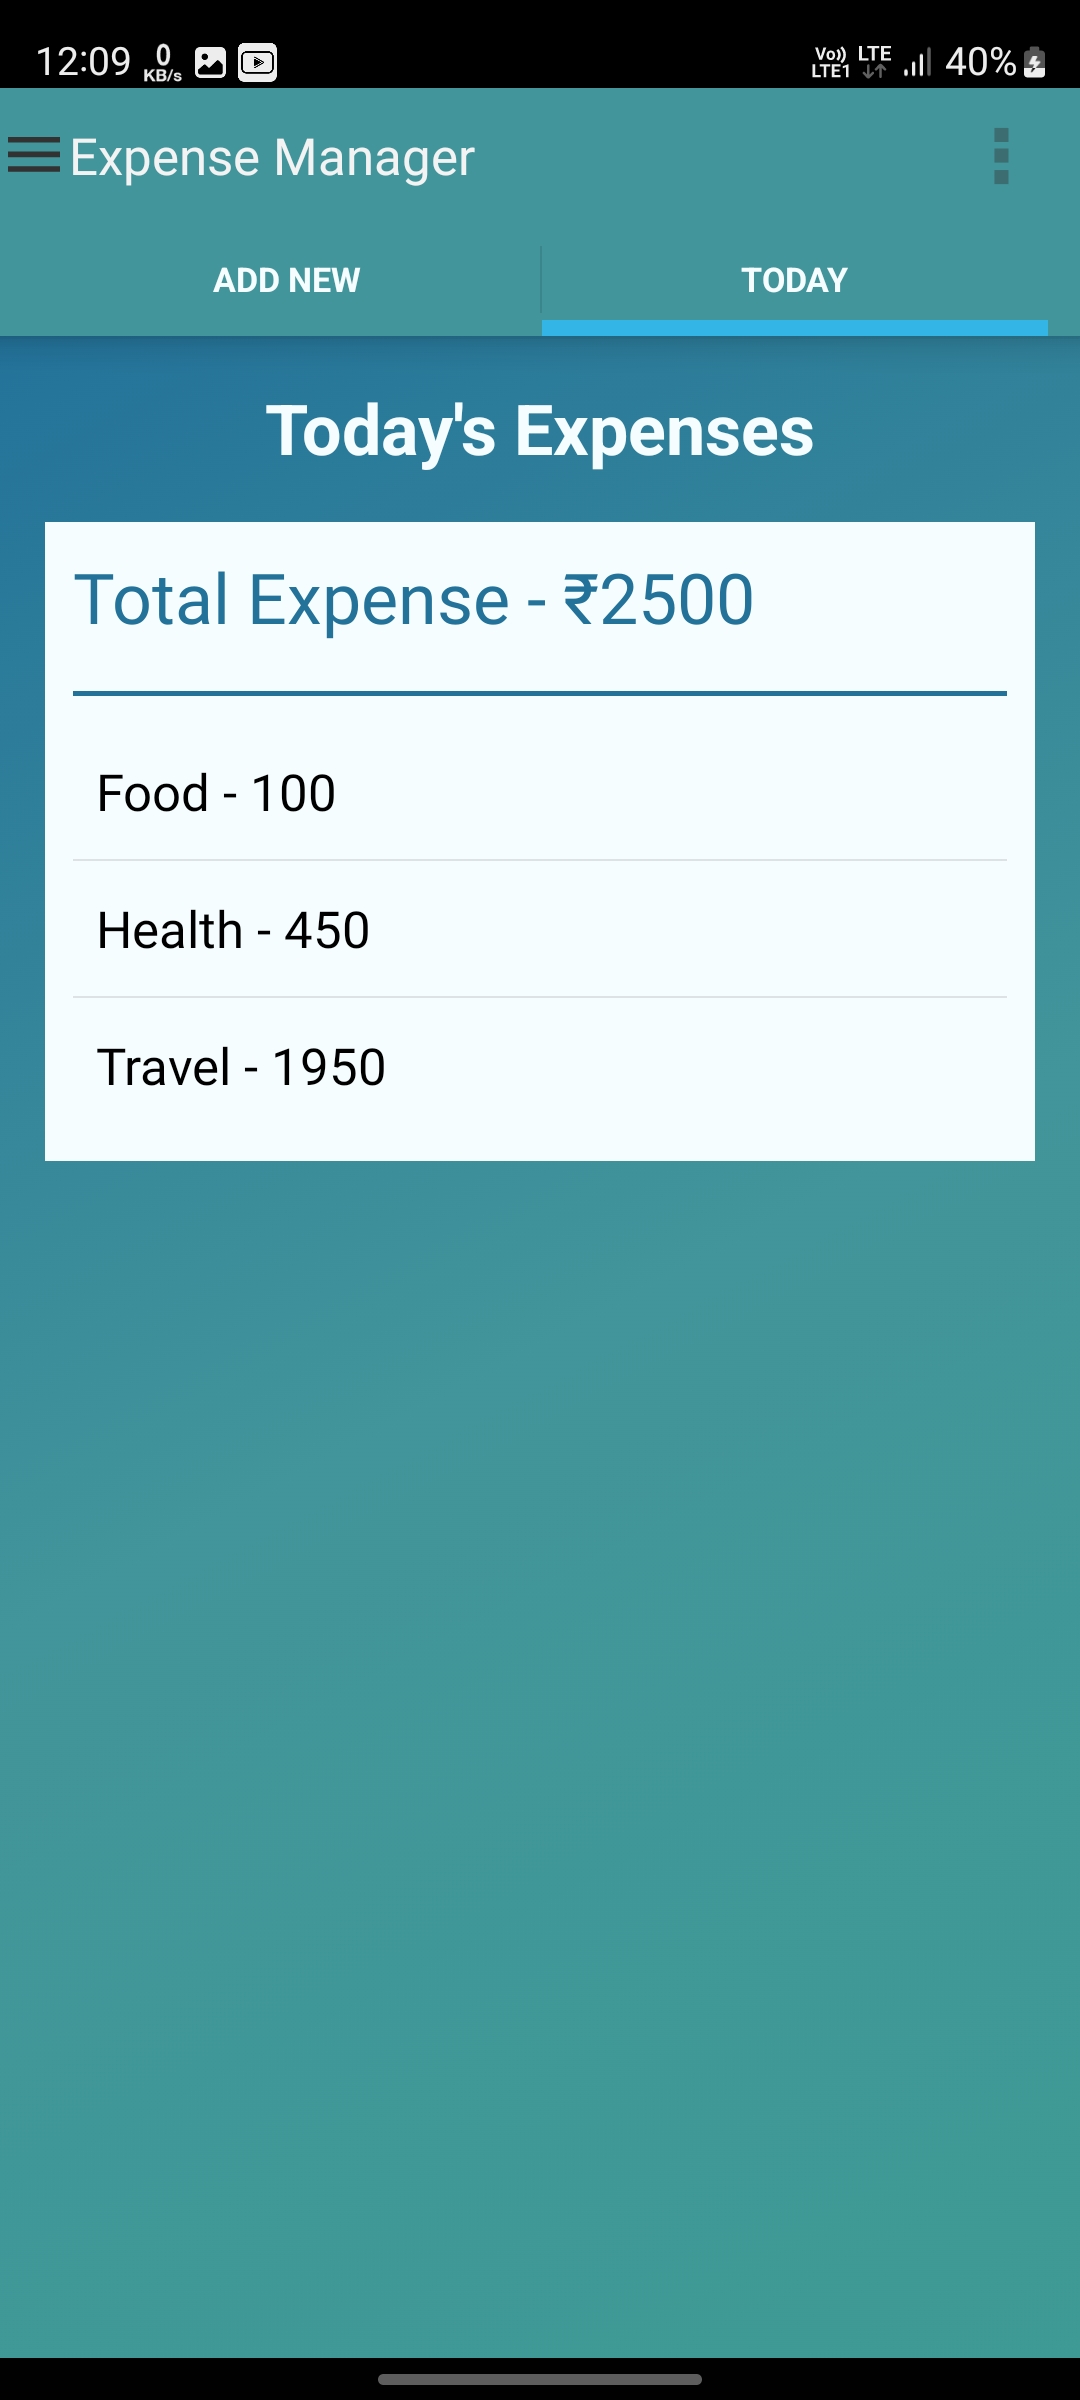 12:09 0 KB/s Vo)) LTE1 LTE 40%
Expense Manager
ADD NEW TODAY
Today's Expenses
Total Expense - ₹2500
Food - 100
Health - 450
Travel - 1950